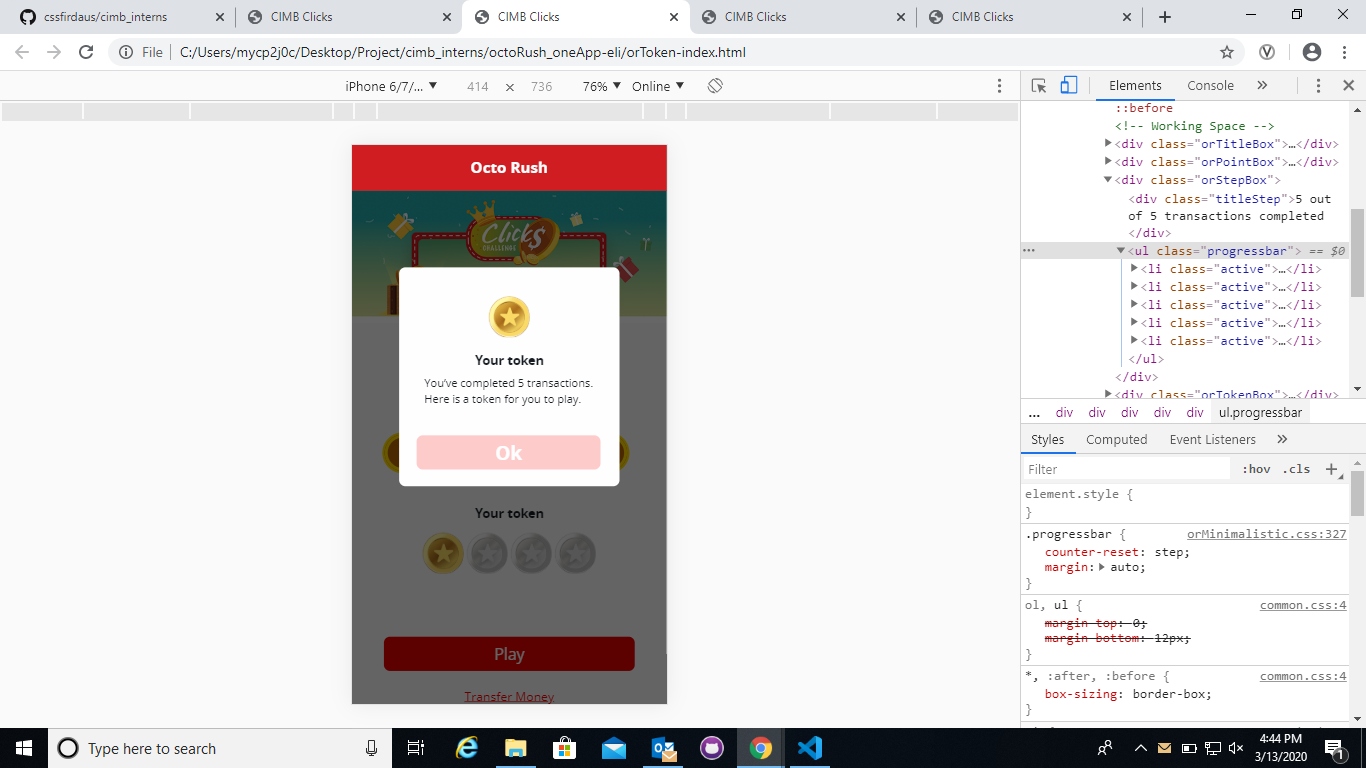 cssfirdaus/cimb_interns
CIMB Clicks
CIMB Clicks
CIMB Clicks
CIMB Clicks
File | C:/Users/mycp2j0c/Desktop/Project/cimb_interns/octoRush_oneApp-eli/orToken-index.html
iPhone 6/7/... ▼ 414 × 736 76% ▼ Online ▼
Octo Rush
Clicks
CHALLENGE
Your token
You've completed 5 transactions.
Here is a token for you to play.
Ok
Your token
Play
Transfer Money
Elements Console »
::before
<!-- Working Space -->
<div class="orTitleBox">…</div>
<div class="orPointBox">…</div>
<div class="orStepBox">
<div class="titleStep">5 out
of 5 transactions completed
</div>
<ul class="progressbar"> == $0
<li class="active">…</li>
<li class="active">…</li>
<li class="active">…</li>
<li class="active">…</li>
<li class="active">…</li>
</ul>
</div>
<div class="orTokenBox">…</div>
... div div div div div ul.progressbar
Styles Computed Event Listeners »
Filter :hov .cls +
element.style {
}
.progressbar { orMinimalistic.css:327
counter-reset: step;
margin: auto;
}
ol, ul { common.css:4
margin-top: 0;
margin-bottom: 12px;
}
*, :after, :before { common.css:4
box-sizing: border-box;
}
Type here to search
4:44 PM
3/13/2020
1